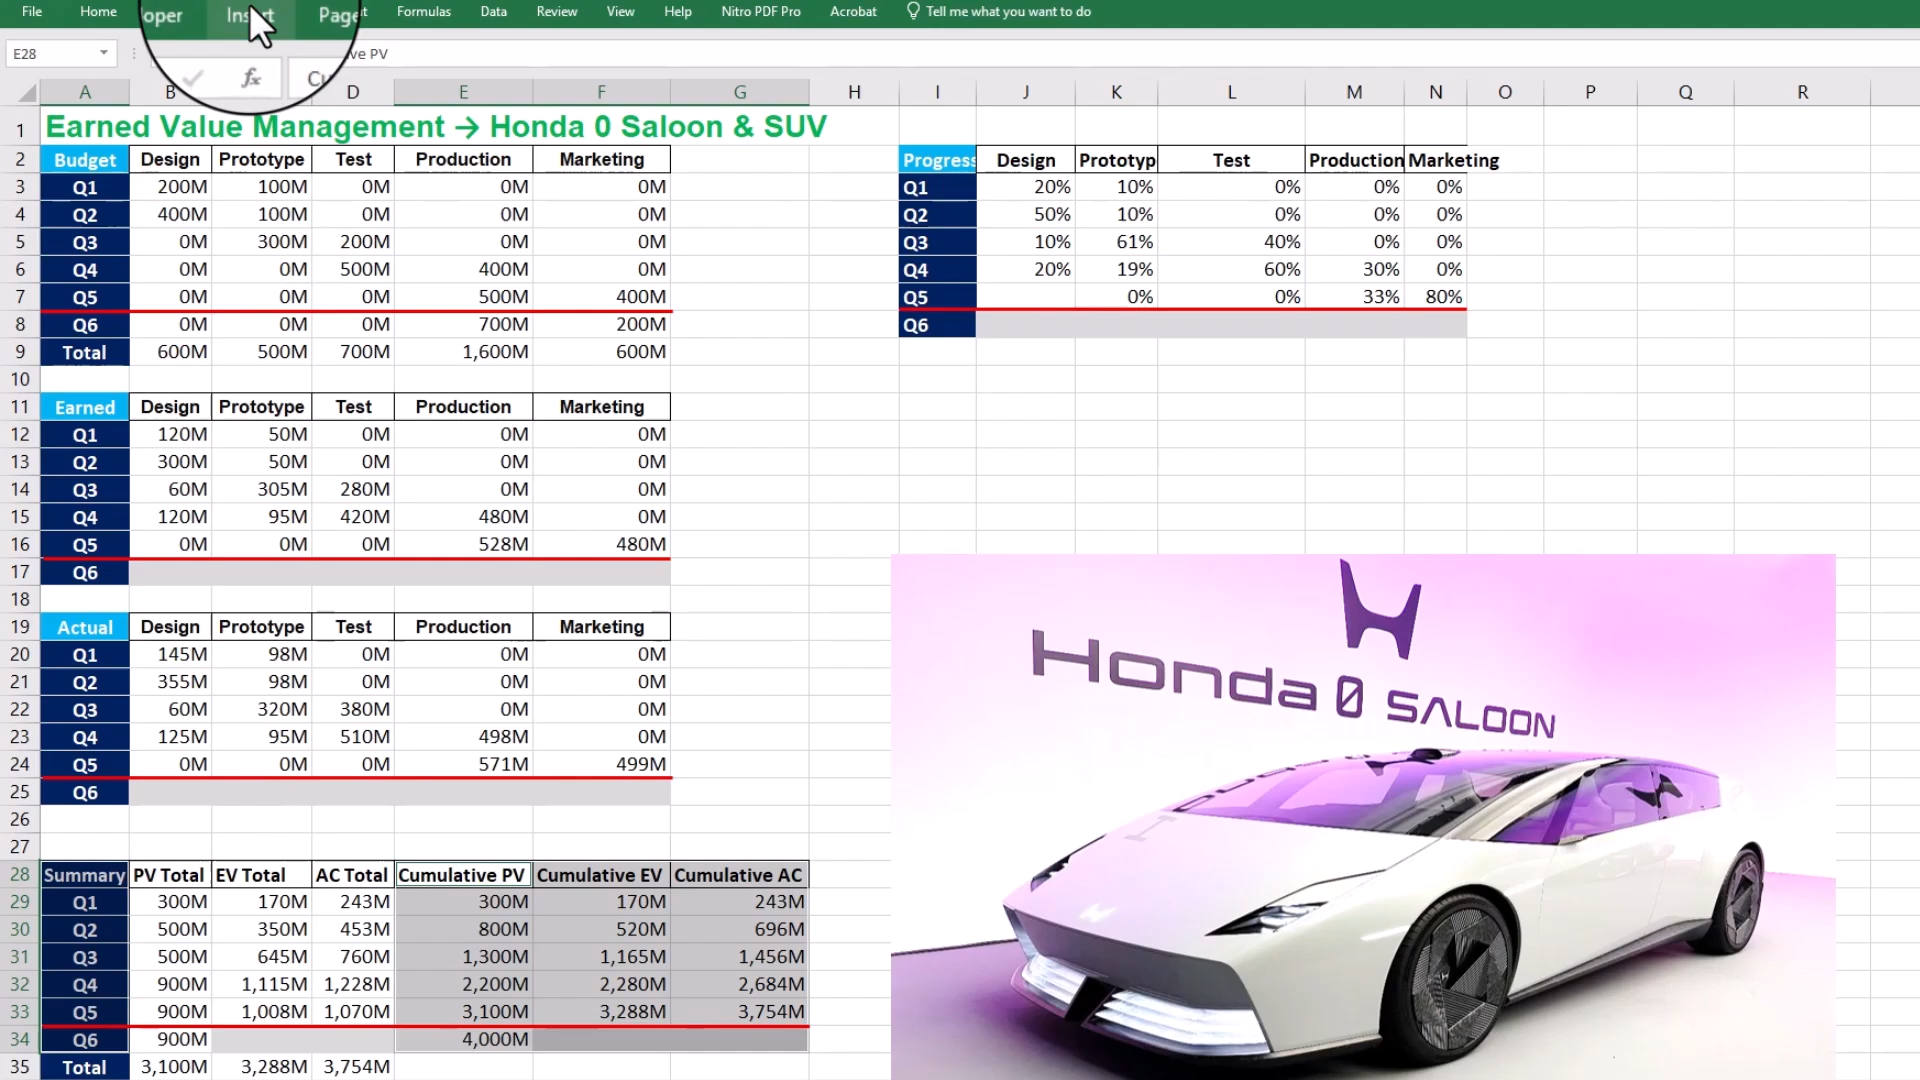 File Home oper Insert Page Formulas Data Review View Help Nitro PDF Pro Acrobat Tell me what you want to do
E28 fx ve PV
A B D E F G H I J K L M N O P Q R
1 Earned Value Management → Honda 0 Saloon & SUV
2 Budget Design Prototype Test Production Marketing Progress Design Prototyp Test Production Marketing
3 Q1 200M 100M 0M 0M 0M Q1 20% 10% 0% 0% 0%
4 Q2 400M 100M 0M 0M 0M Q2 50% 10% 0% 0% 0%
5 Q3 0M 300M 200M 0M 0M Q3 10% 61% 40% 0% 0%
6 Q4 0M 0M 500M 400M 0M Q4 20% 19% 60% 30% 0%
7 Q5 0M 0M 0M 500M 400M Q5 0% 0% 33% 80%
8 Q6 0M 0M 0M 700M 200M Q6
9 Total 600M 500M 700M 1,600M 600M
10
11 Earned Design Prototype Test Production Marketing
12 Q1 120M 50M 0M 0M 0M
13 Q2 300M 50M 0M 0M 0M
14 Q3 60M 305M 280M 0M 0M
15 Q4 120M 95M 420M 480M 0M
16 Q5 0M 0M 0M 528M 480M
17 Q6
18
19 Actual Design Prototype Test Production Marketing
20 Q1 145M 98M 0M 0M 0M
21 Q2 355M 98M 0M 0M 0M
22 Q3 60M 320M 380M 0M 0M
23 Q4 125M 95M 510M 498M 0M
24 Q5 0M 0M 0M 571M 499M
25 Q6
26
27
28 Summary PV Total EV Total AC Total Cumulative PV Cumulative EV Cumulative AC
29 Q1 300M 170M 243M 300M 170M 243M
30 Q2 500M 350M 453M 800M 520M 696M
31 Q3 500M 645M 760M 1,300M 1,165M 1,456M
32 Q4 900M 1,115M 1,228M 2,200M 2,280M 2,684M
33 Q5 900M 1,008M 1,070M 3,100M 3,288M 3,754M
34 Q6 900M 4,000M
35 Total 3,100M 3,288M 3,754M
Honda 0 SALOON